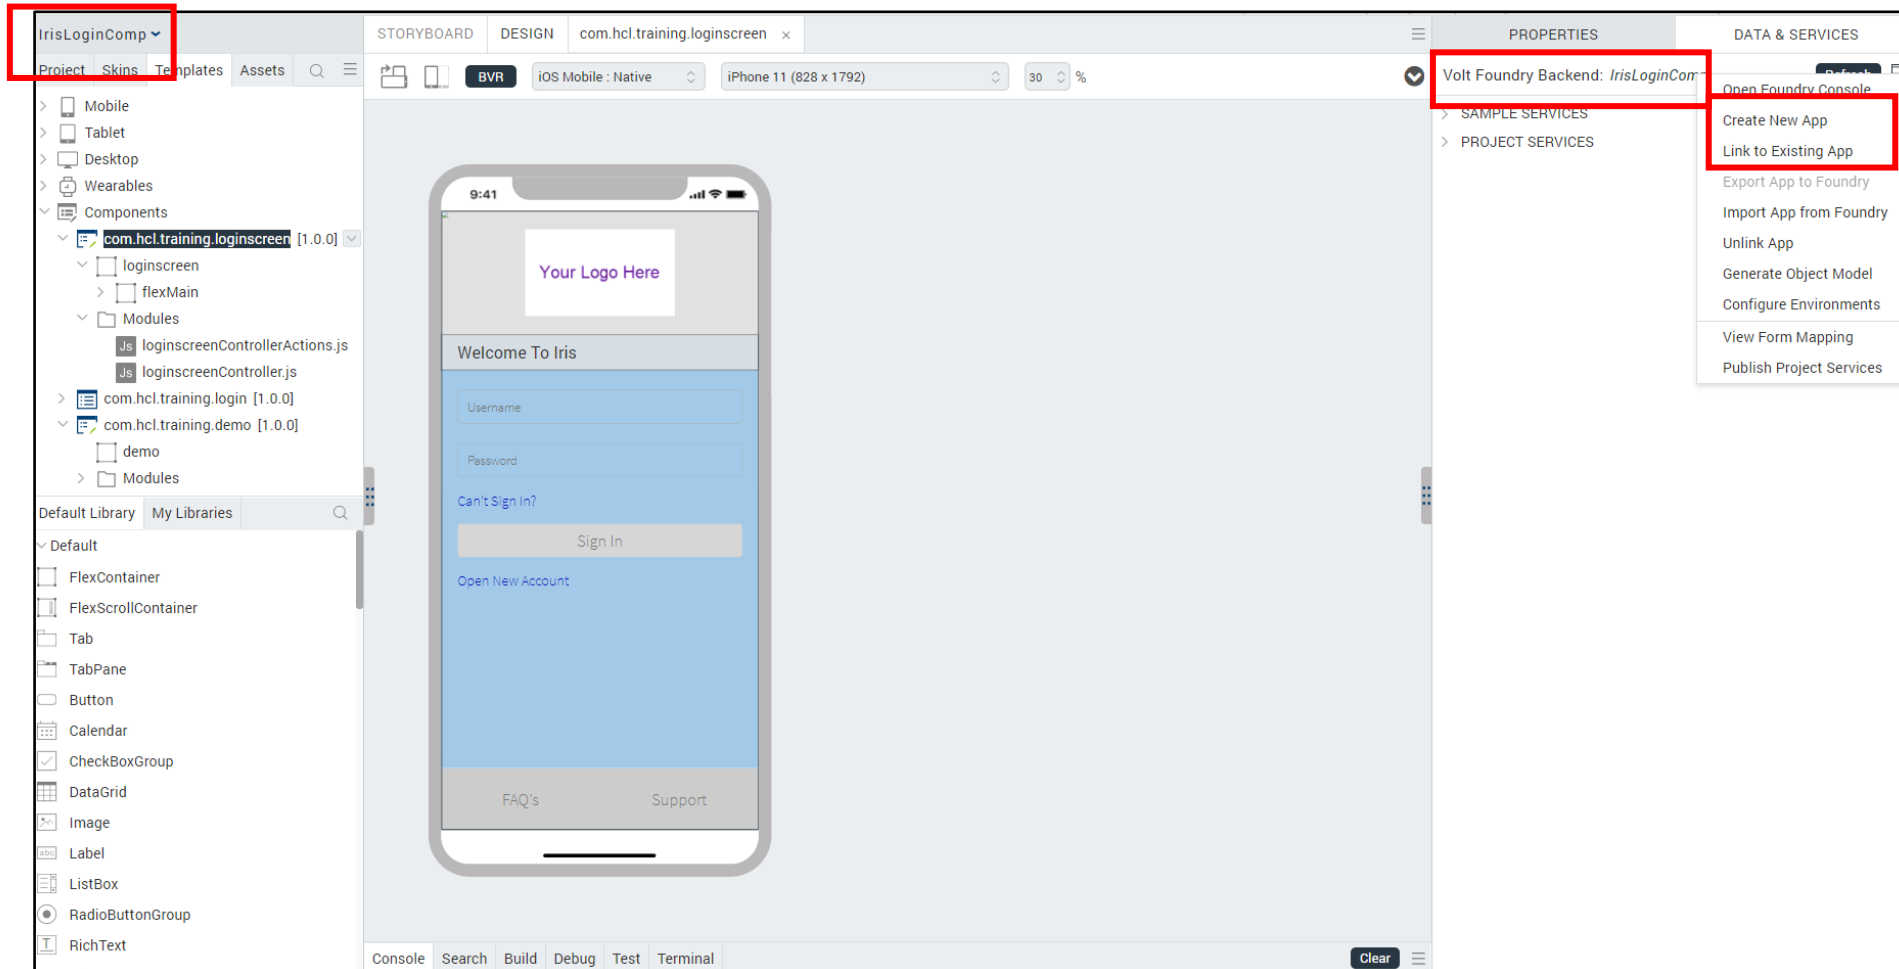 IrisLoginComp
Project Skins Templates Assets
Mobile
Tablet
Desktop
Wearables
Components
com.hcl.training.loginscreen [1.0.0]
loginscreen
flexMain
Modules
Js loginscreenControllerActions.js
Js loginscreenController.js
com.hcl.training.login [1.0.0]
com.hcl.training.demo [1.0.0]
demo
Modules
Default Library My Libraries
Default
FlexContainer
FlexScrollContainer
Tab
TabPane
Button
Calendar
CheckBoxGroup
DataGrid
Image
abc Label
ListBox
RadioButtonGroup
T RichText
STORYBOARD DESIGN com.hcl.training.loginscreen ×
BVR iOS Mobile : Native iPhone 11 (828 x 1792) 30 %
9:41
Your Logo Here
Welcome To Iris
Username
Password
Can't Sign In?
Sign In
Open New Account
FAQ's Support
Console Search Build Debug Test Terminal Clear
PROPERTIES DATA & SERVICES
Volt Foundry Backend: IrisLoginCom
Refresh
SAMPLE SERVICES
PROJECT SERVICES
Open Foundry Console
Create New App
Link to Existing App
Export App to Foundry
Import App from Foundry
Unlink App
Generate Object Model
Configure Environments
View Form Mapping
Publish Project Services